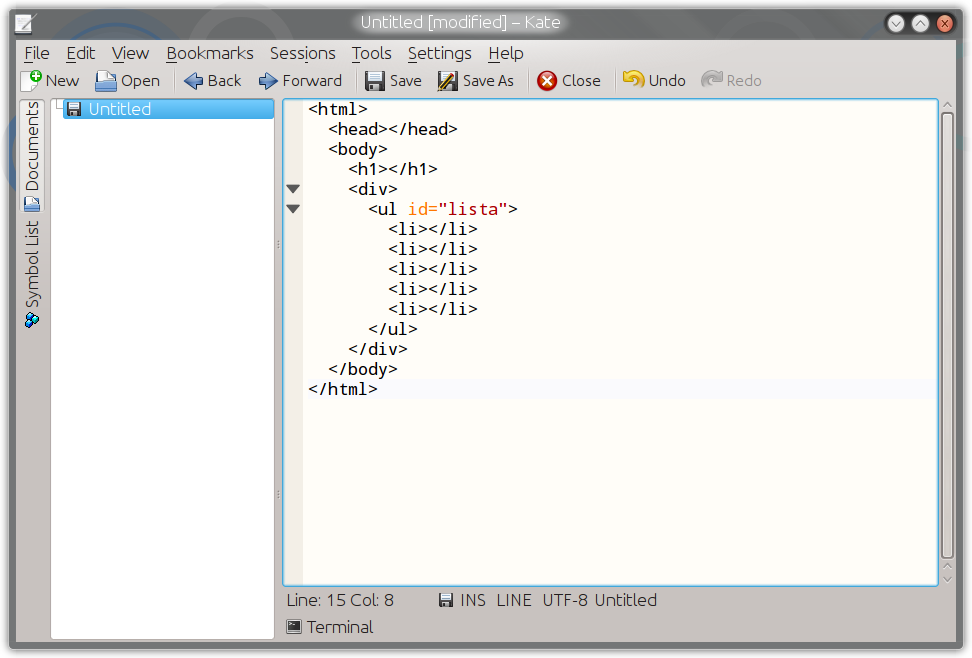 Untitled [modified] – Kate
File Edit View Bookmarks Sessions Tools Settings Help
New Open Back Forward Save Save As Close Undo Redo
Documents
Symbol List
Untitled
<html>
  <head></head>
  <body>
    <h1></h1>
    <div>
      <ul id="lista">
        <li></li>
        <li></li>
        <li></li>
        <li></li>
        <li></li>
      </ul>
    </div>
  </body>
</html>
Line: 15 Col: 8 INS LINE UTF-8 Untitled
Terminal